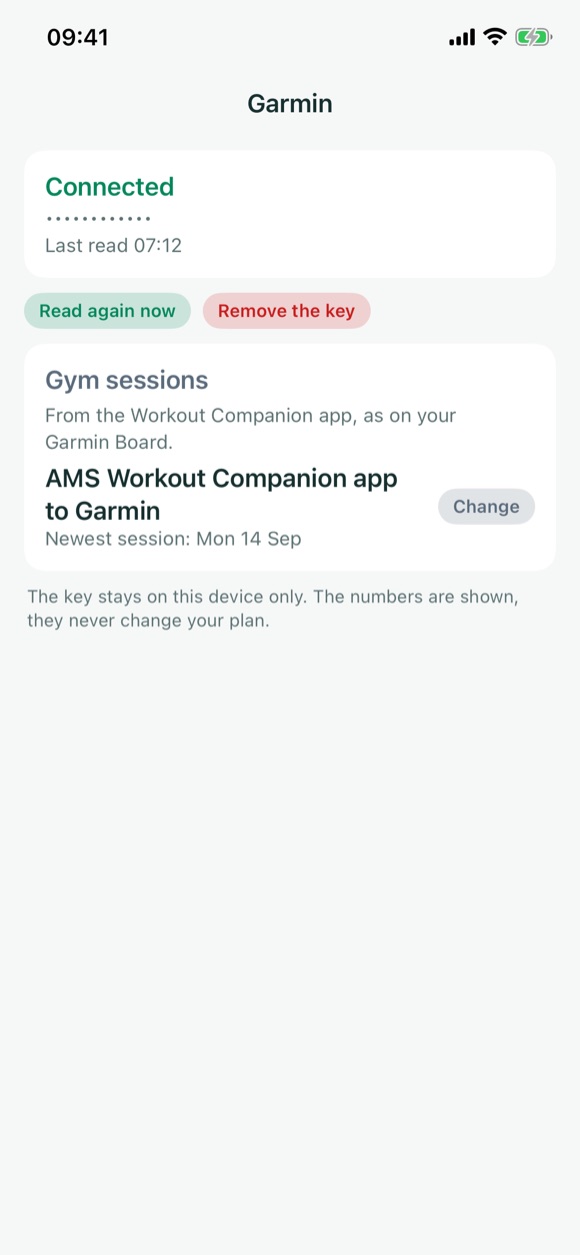 09:41
Garmin
Connected
············
Last read 07:12
Read again now
Remove the key
Gym sessions
From the Workout Companion app, as on your
Garmin Board.
AMS Workout Companion app
to Garmin
Change
Newest session: Mon 14 Sep
The key stays on this device only. The numbers are shown,
they never change your plan.